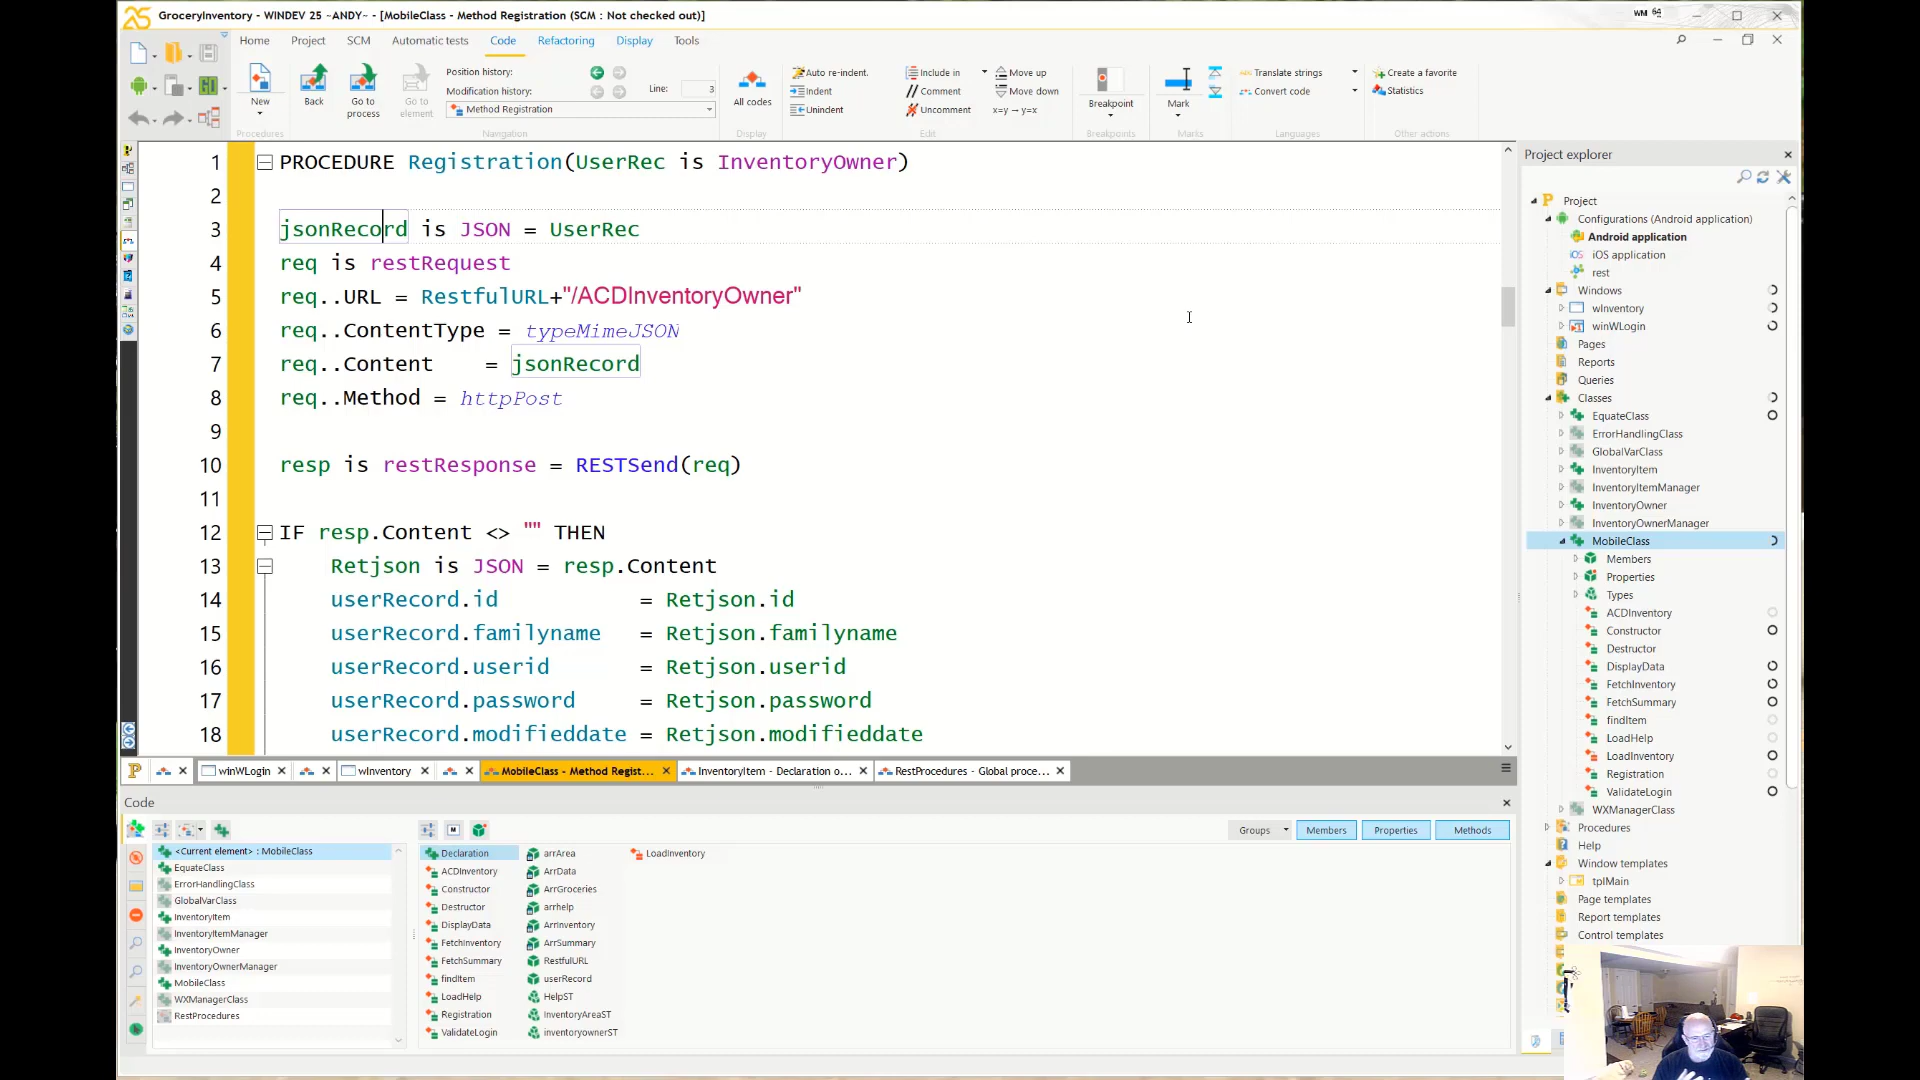 GroceryInventory - WINDEV 25 ~ANDY~ - [MobileClass - Method Registration (SCM : Not checked out)]
WM 64
Home Project SCM Automatic tests Code Refactoring Display Tools
New
Back
Go to process
Go to element
Position history:
Modification history:
Line: 3
Method Registration
All codes
Auto re-indent.
Indent
Unindent
Include in
Comment
Uncomment
Move up
Move down
x=y → y=x
Breakpoint
Mark
Translate strings
Convert code
Create a favorite
Statistics
Procedures Navigation Display Edit Breakpoints Marks Languages Other actions
1 PROCEDURE Registration(UserRec is InventoryOwner)
2
3 jsonRecord is JSON = UserRec
4 req is restRequest
5 req..URL = RestfulURL+"/ACDInventoryOwner"
6 req..ContentType = typeMimeJSON
7 req..Content = jsonRecord
8 req..Method = httpPost
9
10 resp is restResponse = RESTSend(req)
11
12 IF resp.Content <> "" THEN
13 Retjson is JSON = resp.Content
14 userRecord.id = Retjson.id
15 userRecord.familyname = Retjson.familyname
16 userRecord.userid = Retjson.userid
17 userRecord.password = Retjson.password
18 userRecord.modifieddate = Retjson.modifieddate
winWLogin wInventory MobileClass - Method Regist... InventoryItem - Declaration o... RestProcedures - Global proce...
Project explorer
Project
Configurations (Android application)
Android application
iOS application
rest
Windows
wInventory
winWLogin
Pages
Reports
Queries
Classes
EquateClass
ErrorHandlingClass
GlobalVarClass
InventoryItem
InventoryItemManager
InventoryOwner
InventoryOwnerManager
MobileClass
Members
Properties
Types
ACDInventory
Constructor
Destructor
DisplayData
FetchInventory
FetchSummary
findItem
LoadHelp
LoadInventory
Registration
ValidateLogin
WXManagerClass
Procedures
Help
Window templates
tplMain
Page templates
Report templates
Control templates
Code
Groups Members Properties Methods
<Current element> : MobileClass
EquateClass
ErrorHandlingClass
GlobalVarClass
InventoryItem
InventoryItemManager
InventoryOwner
InventoryOwnerManager
MobileClass
WXManagerClass
RestProcedures
Declaration
ACDInventory
Constructor
Destructor
DisplayData
FetchInventory
FetchSummary
findItem
LoadHelp
Registration
ValidateLogin
arrArea
ArrData
ArrGroceries
arrhelp
ArrInventory
ArrSummary
RestfulURL
userRecord
HelpST
InventoryAreaST
inventoryownerST
LoadInventory